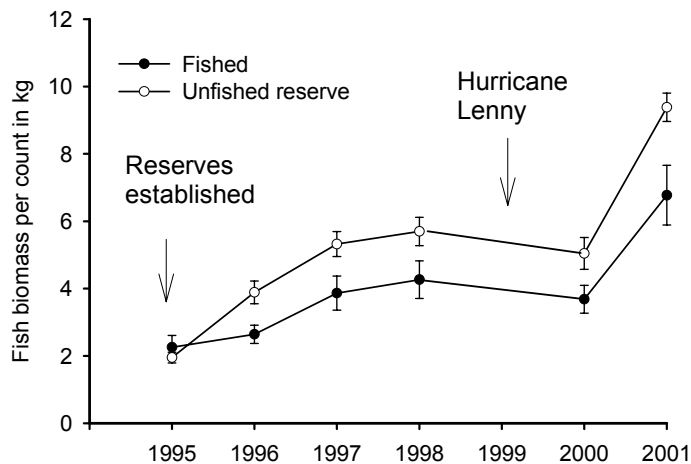 12
10
8
6
4
2
0
Fish biomass per count in kg
Fished
Unfished reserve
Reserves
established
Hurricane
Lenny
1995 1996 1997 1998 1999 2000 2001